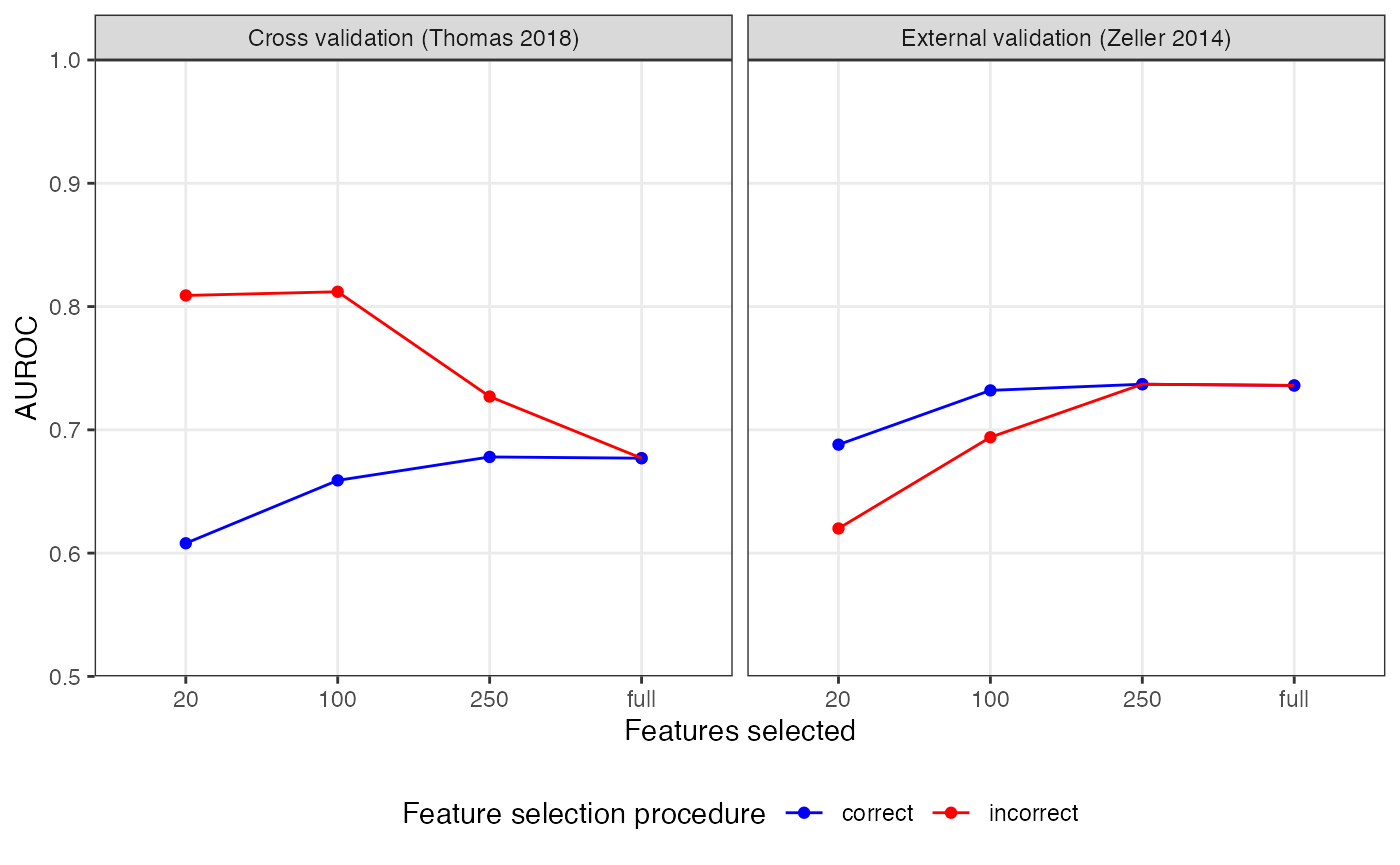 Cross validation (Thomas 2018)
External validation (Zeller 2014)
1.0
0.9
0.8
0.7
0.6
0.5
AUROC
20 100 250 full
20 100 250 full
Features selected
Feature selection procedure correct incorrect